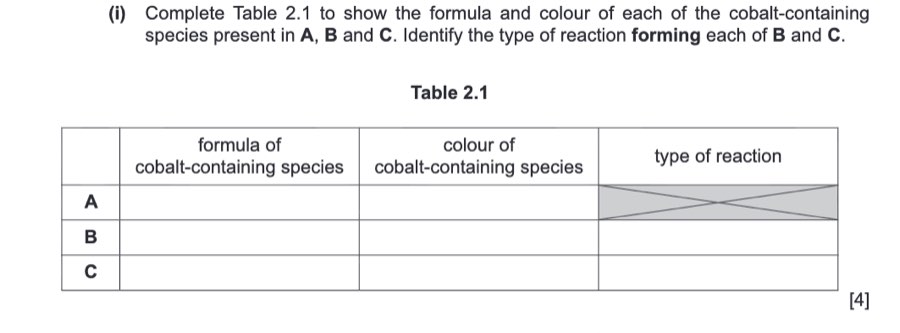 (i) Complete Table 2.1 to show the formula and colour of each of the cobalt-containing
species present in A, B and C. Identify the type of reaction forming each of B and C.
Table 2.1
formula of
cobalt-containing species
colour of
cobalt-containing species
type of reaction
A
B
C
[4]